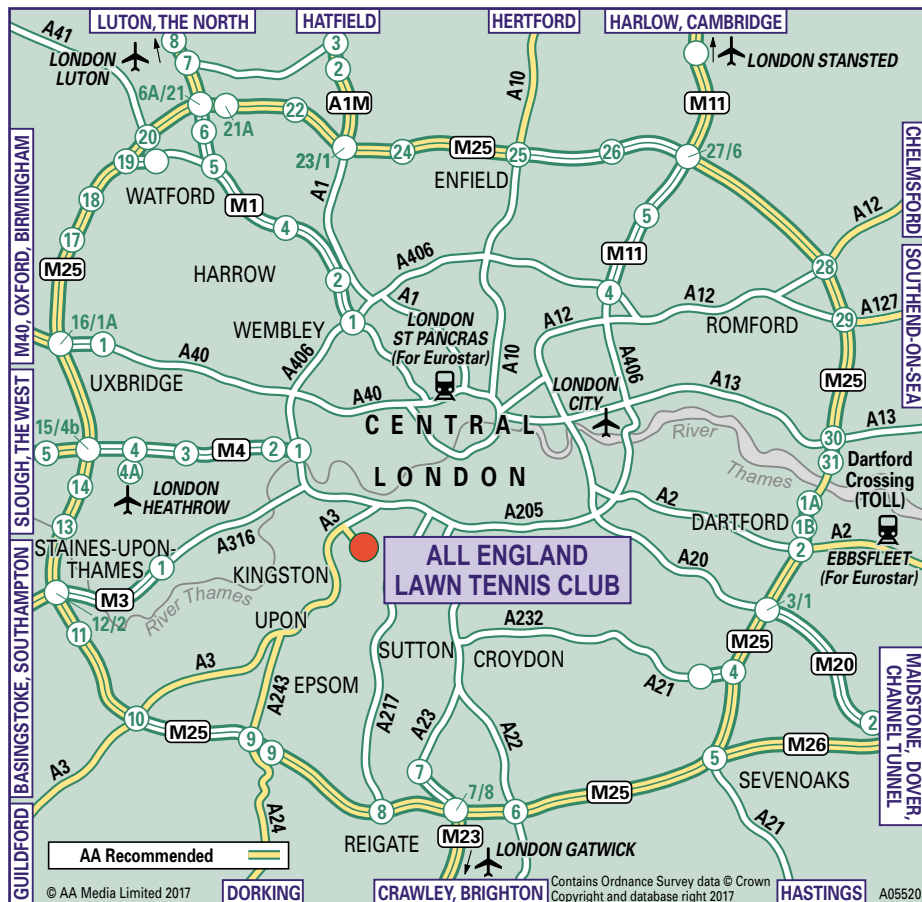 LUTON, THE NORTH
HATFIELD
HERTFORD
HARLOW, CAMBRIDGE
A41
8
3
LONDON
LUTON
7
2
A10
LONDON STANSTED
6A/21
22
A1M
M11
21A
20
6
23/1
24
M25
25
26
27/6
19
5
ENFIELD
WATFORD
A1
CHELMSFORD
M40, OXFORD, BIRMINGHAM
18
M1
5
A12
17
4
M11
SOUTHEND-ON-SEA
M25
A406
28
HARROW
2
A1
4
A12
A12
A127
16/1A
1
WEMBLEY
1
LONDON
ST PANCRAS
(For Eurostar)
ROMFORD
29
A40
A406
A10
A406
UXBRIDGE
A40
LONDON
CITY
A13
M25
SLOUGH, THE WEST
15/4b
CENTRAL
A13
5
4
3
M4
2
1
River
30
4A
LONDON
31
14
LONDON
HEATHROW
Thames
Dartford
Crossing
(TOLL)
13
A205
A2
1A
A3
DARTFORD
1B
A2
STAINES-UPON-
THAMES
A316
2
1
KINGSTON
ALL ENGLAND
LAWN TENNIS CLUB
A20
EBBSFLEET
(For Eurostar)
M3
River Thames
BASINGSTOKE, SOUTHAMPTON
12/2
UPON
3/1
11
A232
M25
A3
SUTTON
CROYDON
M20
A243
EPSOM
A21
4
MAIDSTONE, DOVER,
CHANNEL TUNNEL
A217
10
M25
9
A23
A22
2
9
5
M26
A3
7
SEVENOAKS
M25
7/8
8
6
A21
GUILDFORD
A24
REIGATE
M23
LONDON GATWICK
AA Recommended
© AA Media Limited 2017
DORKING
CRAWLEY, BRIGHTON
Contains Ordnance Survey data © Crown
Copyright and database right 2017
HASTINGS
A05520